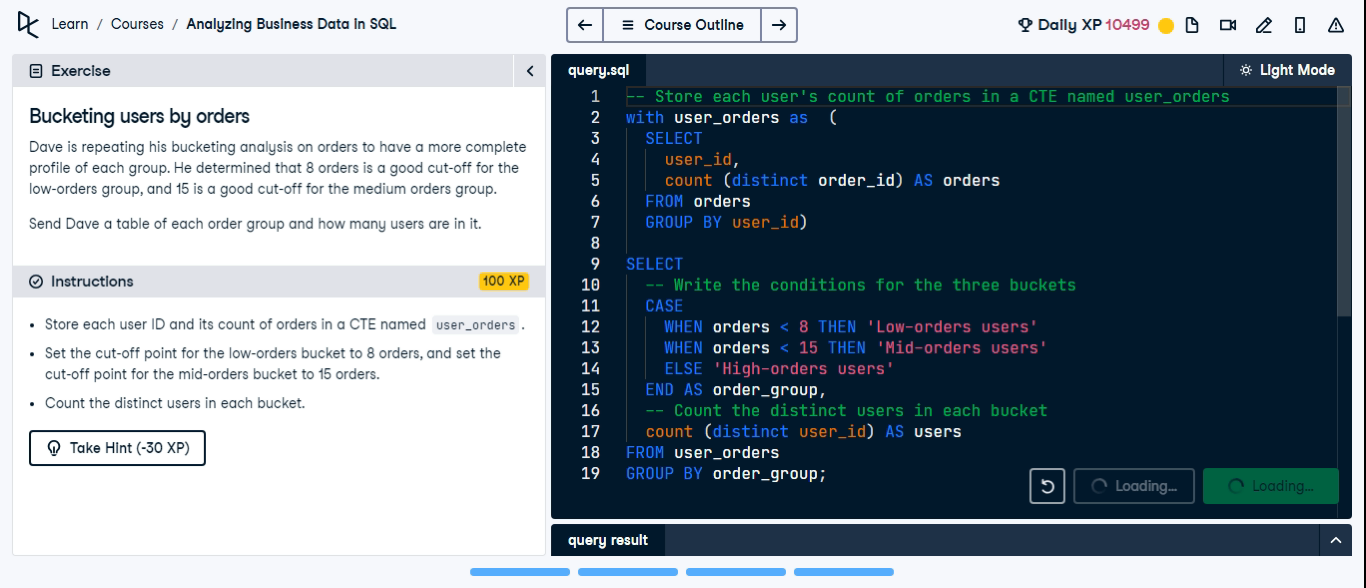 Learn / Courses / Analyzing Business Data in SQL
Course Outline
Daily XP 10499
Exercise
Bucketing users by orders
Dave is repeating his bucketing analysis on orders to have a more complete
profile of each group. He determined that 8 orders is a good cut-off for the
low-orders group, and 15 is a good cut-off for the medium orders group.
Send Dave a table of each order group and how many users are in it.
Instructions
100 XP
• Store each user ID and its count of orders in a CTE named user_orders.
• Set the cut-off point for the low-orders bucket to 8 orders, and set the
cut-off point for the mid-orders bucket to 15 orders.
• Count the distinct users in each bucket.
Take Hint (-30 XP)
query.sql
Light Mode
1 -- Store each user's count of orders in a CTE named user_orders
2 with user_orders as  (
3   SELECT
4     user_id,
5     count (distinct order_id) AS orders
6   FROM orders
7   GROUP BY user_id)
8
9 SELECT
10   -- Write the conditions for the three buckets
11   CASE
12     WHEN orders < 8 THEN 'Low-orders users'
13     WHEN orders < 15 THEN 'Mid-orders users'
14     ELSE 'High-orders users'
15   END AS order_group,
16   -- Count the distinct users in each bucket
17   count (distinct user_id) AS users
18 FROM user_orders
19 GROUP BY order_group;
Loading...
Loading...
query result